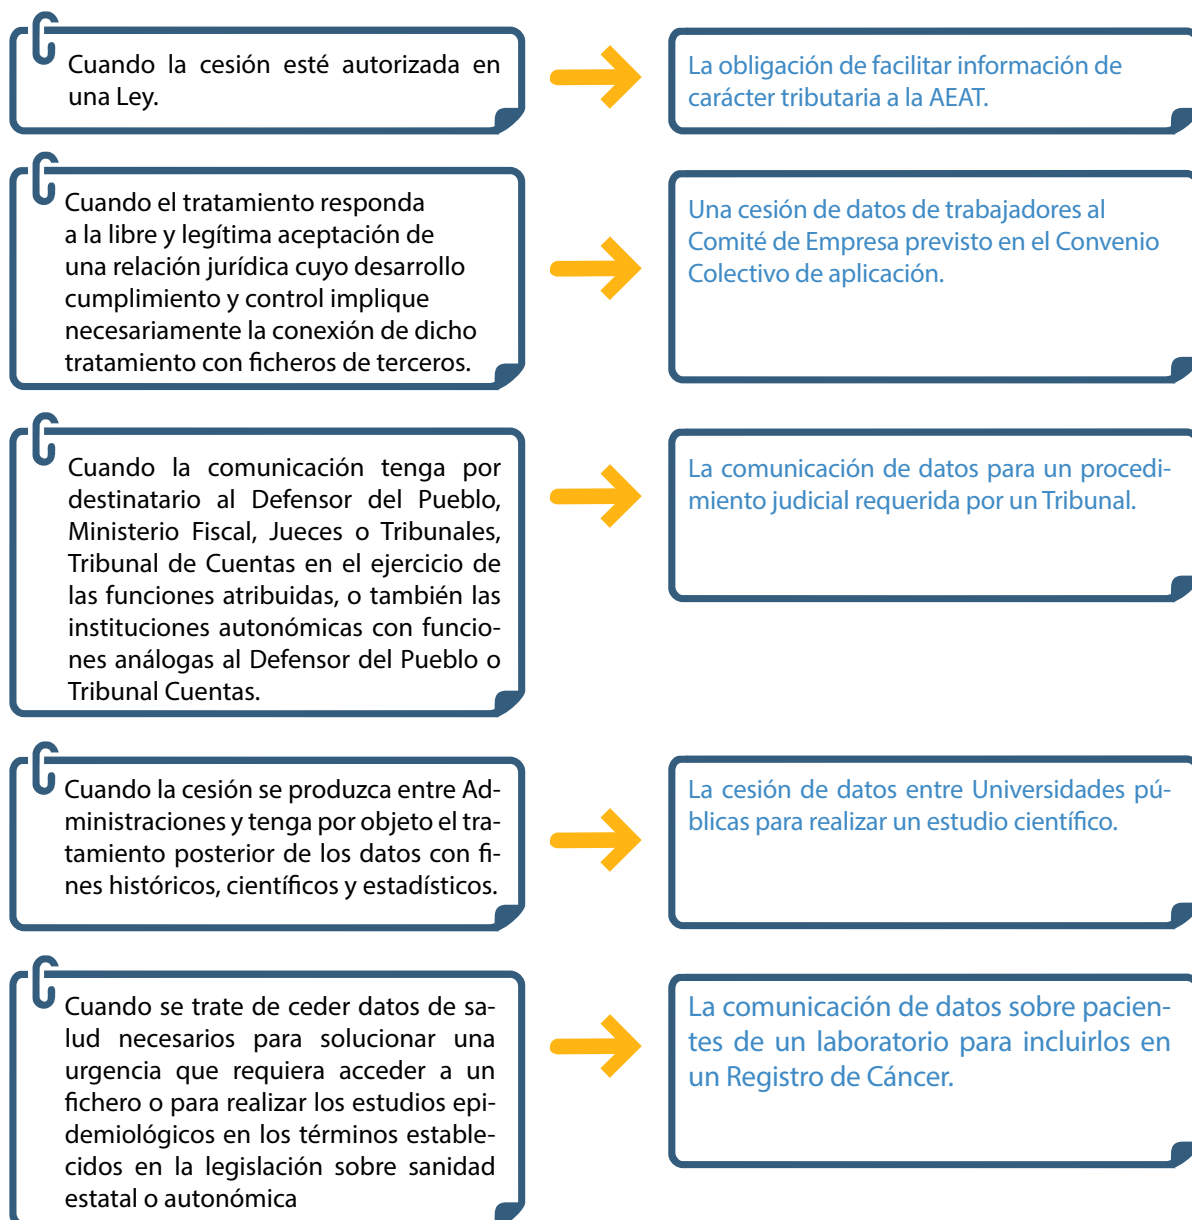 Cuando la cesión esté autorizada en
una Ley.
La obligación de facilitar información de
carácter tributaria a la AEAT.
Cuando el tratamiento responda
a la libre y legítima aceptación de
una relación jurídica cuyo desarrollo
cumplimiento y control implique
necesariamente la conexión de dicho
tratamiento con ficheros de terceros.
Una cesión de datos de trabajadores al
Comité de Empresa previsto en el Convenio
Colectivo de aplicación.
Cuando la comunicación tenga por
destinatario al Defensor del Pueblo,
Ministerio Fiscal, Jueces o Tribunales,
Tribunal de Cuentas en el ejercicio de
las funciones atribuidas, o también las
instituciones autonómicas con funcio-
nes análogas al Defensor del Pueblo o
Tribunal Cuentas.
La comunicación de datos para un procedi-
miento judicial requerida por un Tribunal.
Cuando la cesión se produzca entre Ad-
ministraciones y tenga por objeto el tra-
tamiento posterior de los datos con fi-
nes históricos, científicos y estadísticos.
La cesión de datos entre Universidades pú-
blicas para realizar un estudio científico.
Cuando se trate de ceder datos de sa-
lud necesarios para solucionar una
urgencia que requiera acceder a un
fichero o para realizar los estudios epi-
demiológicos en los términos estable-
cidos en la legislación sobre sanidad
estatal o autonómica
La comunicación de datos sobre pacien-
tes de un laboratorio para incluirlos en
un Registro de Cáncer.